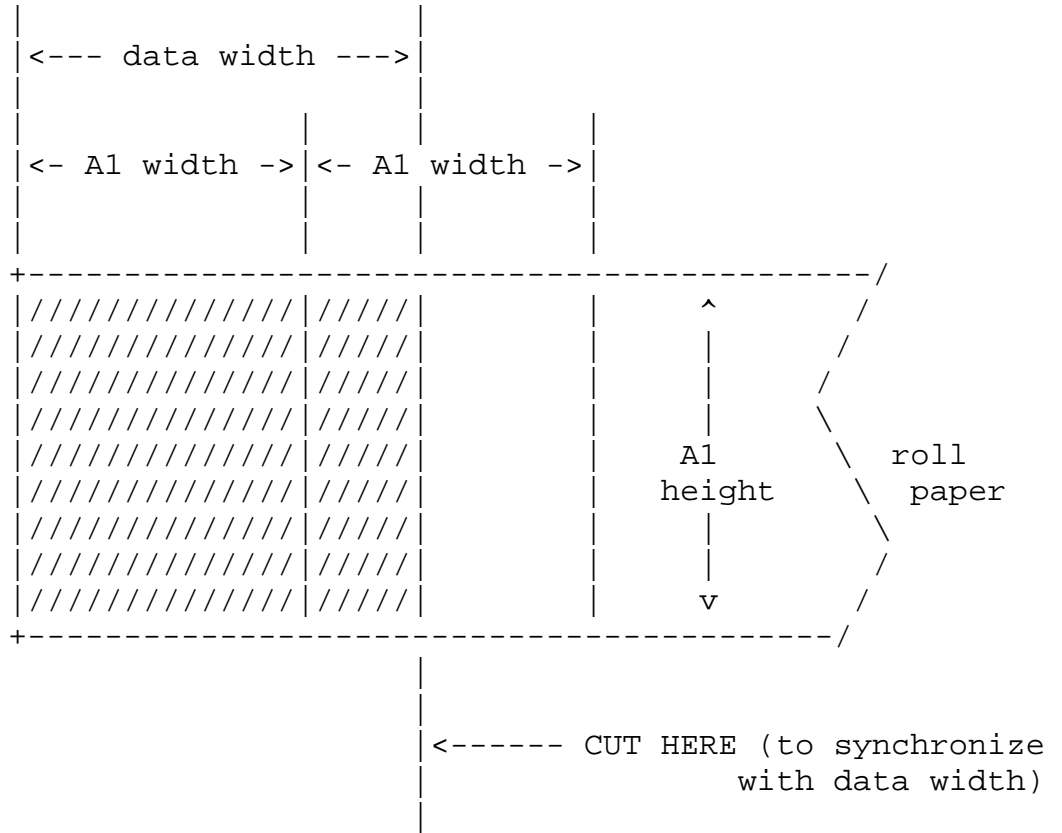 <--- data width --->
<- A1 width -> <- A1 width ->
A1 roll
height paper
<------ CUT HERE (to synchronize
with data width)